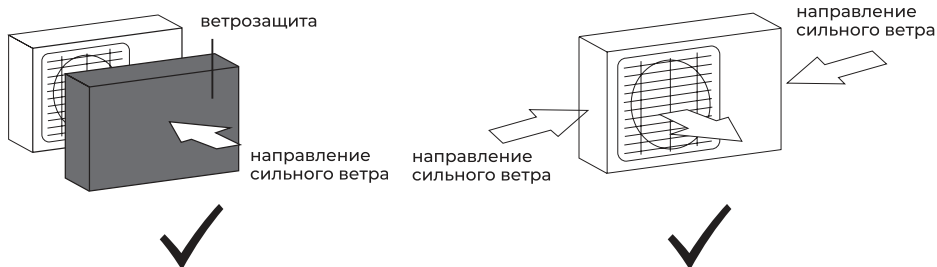 ветрозащита
направление
сильного ветра
направление
сильного ветра
направление
сильного ветра